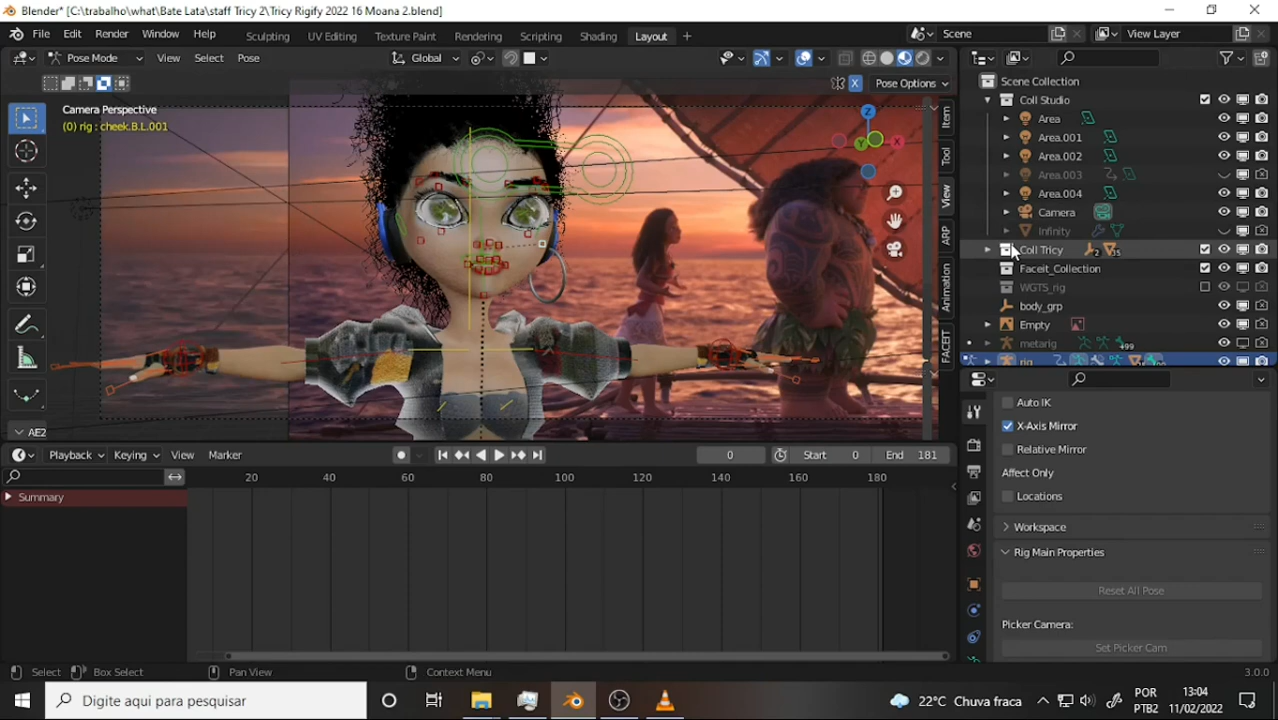 Blender* [C:\trabalho\what\Bate Lata\staff Tricy 2\Tricy Rigify 2022 16 Moana 2.blend]
File Edit Render Window Help Sculpting UV Editing Texture Paint Rendering Scripting Shading Layout + Scene View Layer
Pose Mode View Select Pose Global
X Pose Options
Camera Perspective
(0) rig : cheek.B.L.001
Z
Y X
Item
Tool
View
ARP
Animation
FACEIT
AE2
Scene Collection
Coll Studio
Area
Area.001
Area.002
Area.003
Area.004
Camera
Infinity
Coll Tricy 2 35
Faceit_Collection
WGTS_rig
body_grp
Empty
metarig +99
rig
Auto IK
X-Axis Mirror
Relative Mirror
Affect Only
Locations
Workspace
Rig Main Properties
Reset All Pose
Picker Camera:
Set Picker Cam
Playback Keying View Marker 0 Start 0 End 181
20 40 60 80 100 120 140 160 180
Summary
Select Box Select Pan View Context Menu 3.0.0
Digite aqui para pesquisar
22°C Chuva fraca
POR
PTB2
13:04
11/02/2022